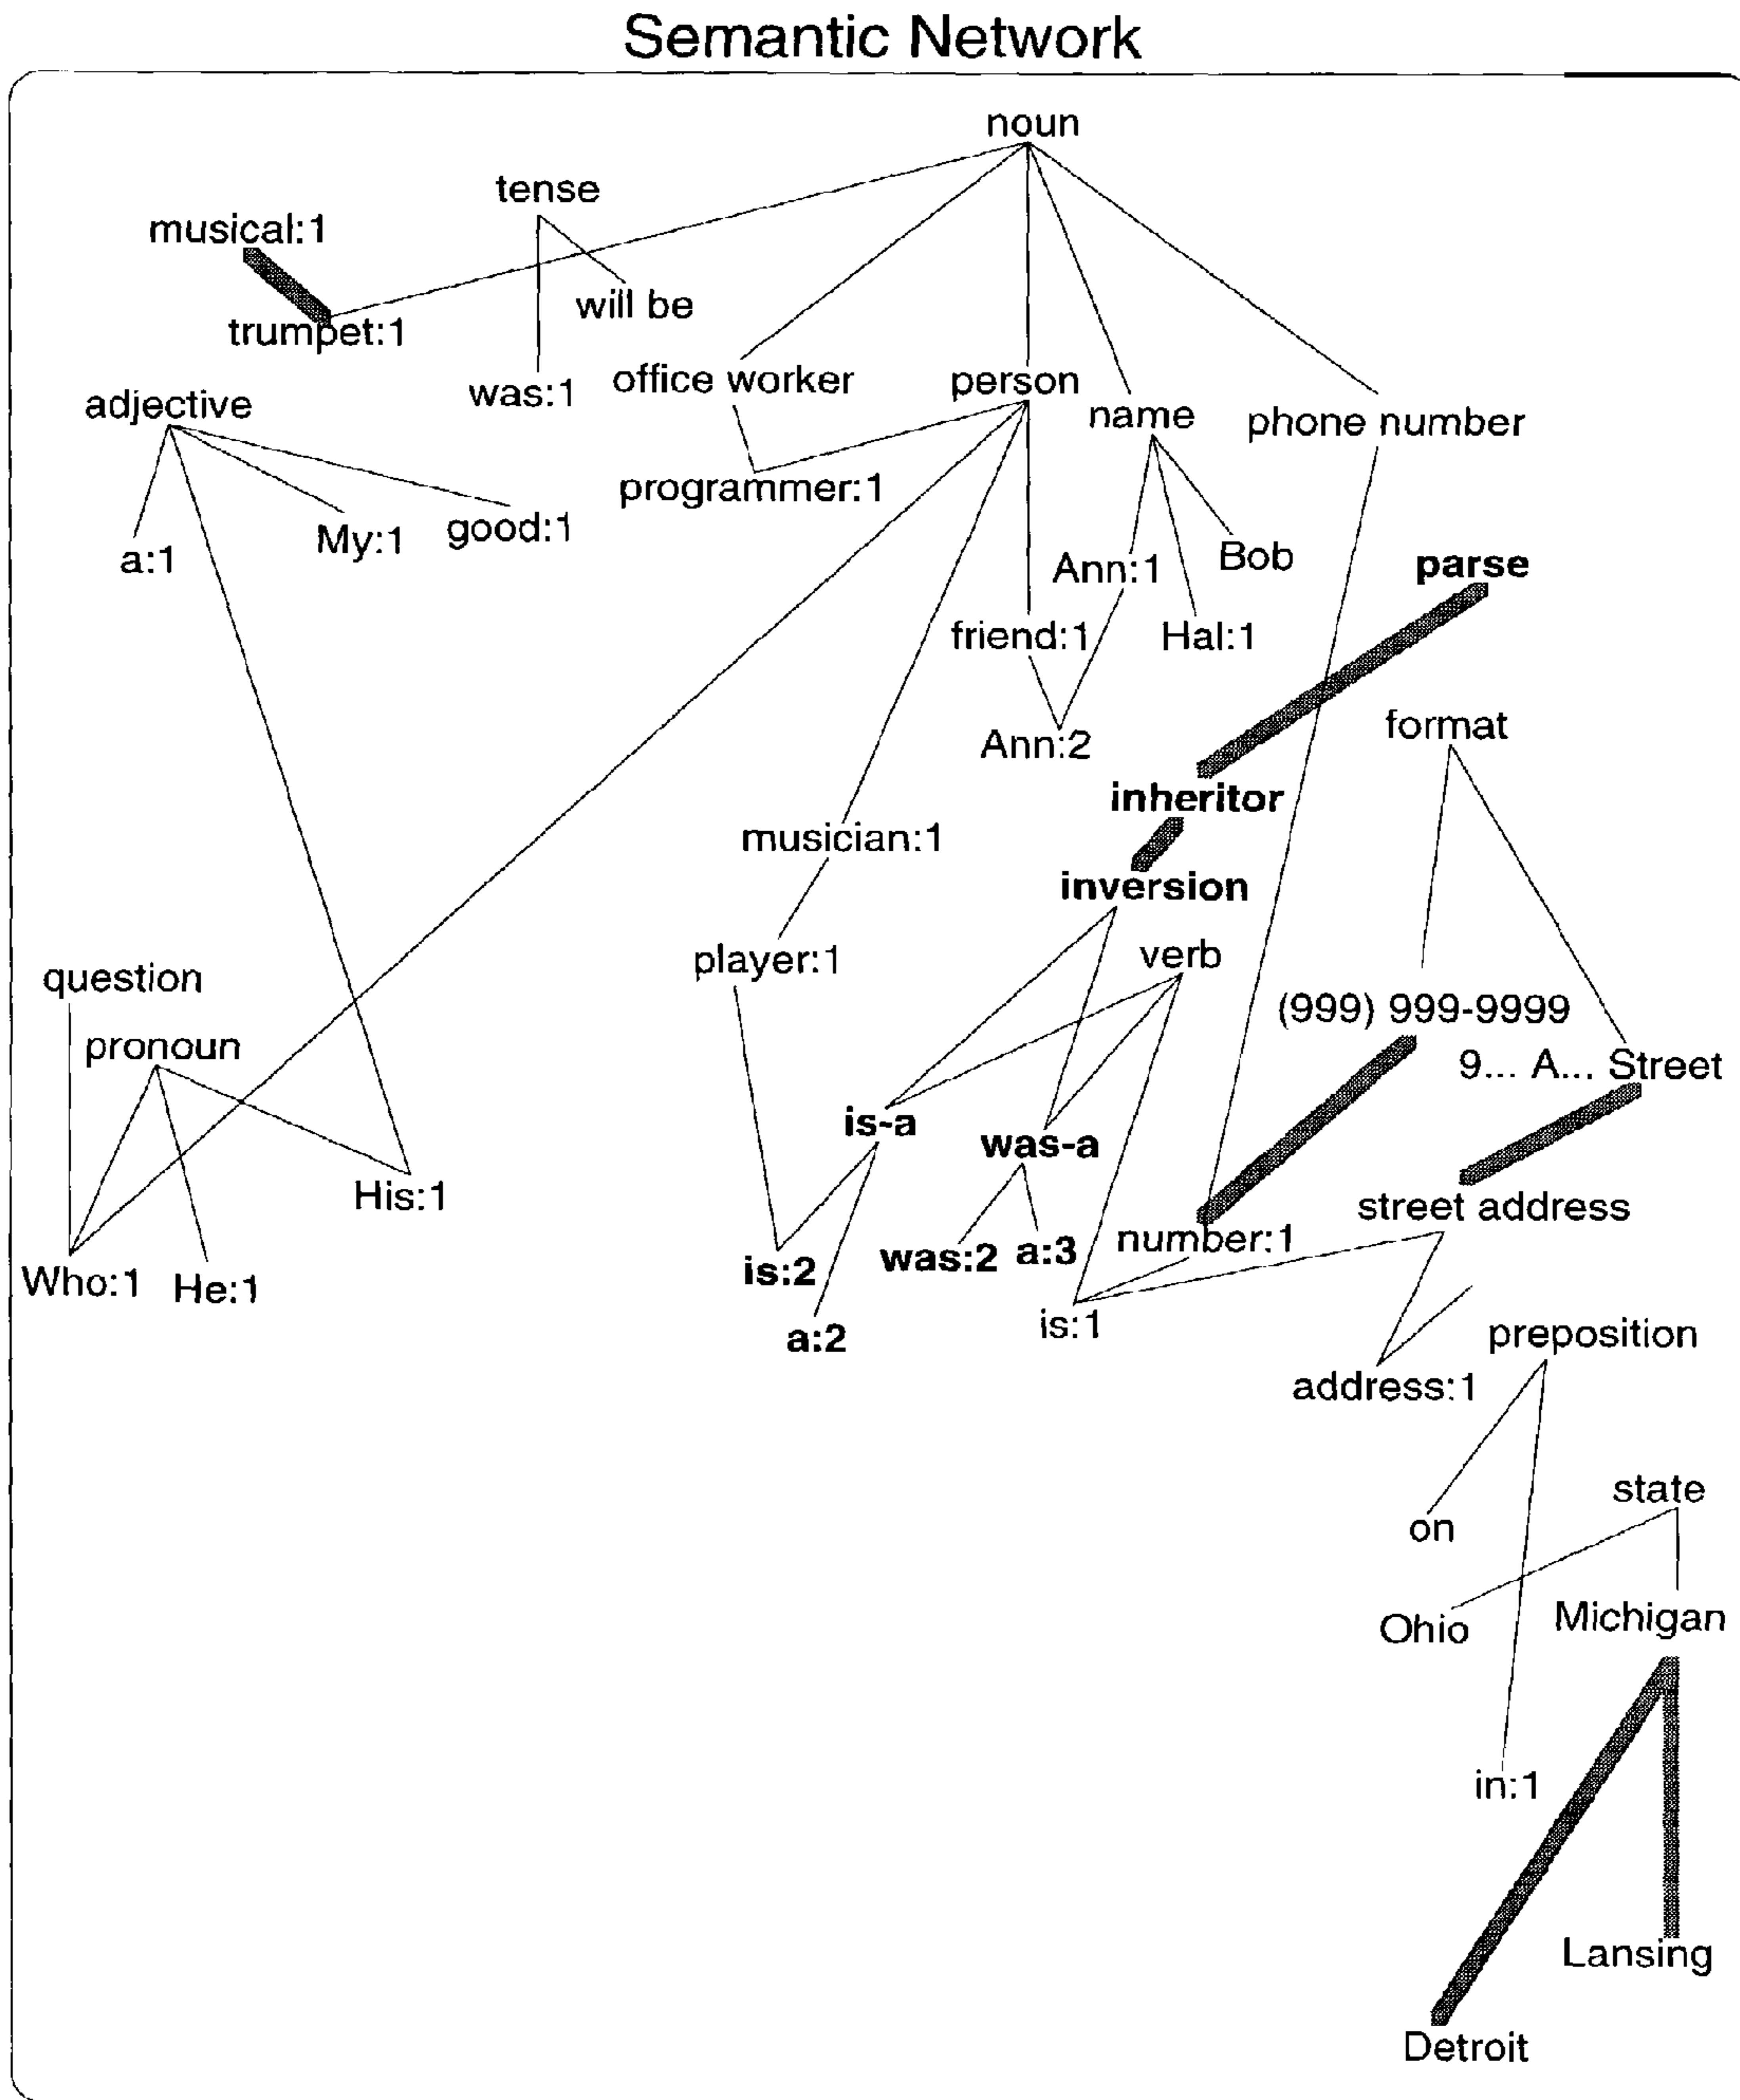 Semantic Network
noun
tense
musical:1
will be
trumpet:1
office worker
person
was:1
adjective
name
phone number
programmer:1
good:1
My:1
a:1
Ann:1
Bob
parse
friend:1
Hal:1
format
Ann:2
inheritor
musician:1
inversion
verb
player:1
question
(999) 999-9999
pronoun
9... A... Street
is-a
was-a
His:1
street address
number:1
was:2
a:3
is:2
Who:1
He:1
is:1
a:2
preposition
address:1
state
on
Ohio
Michigan
in:1
Lansing
Detroit